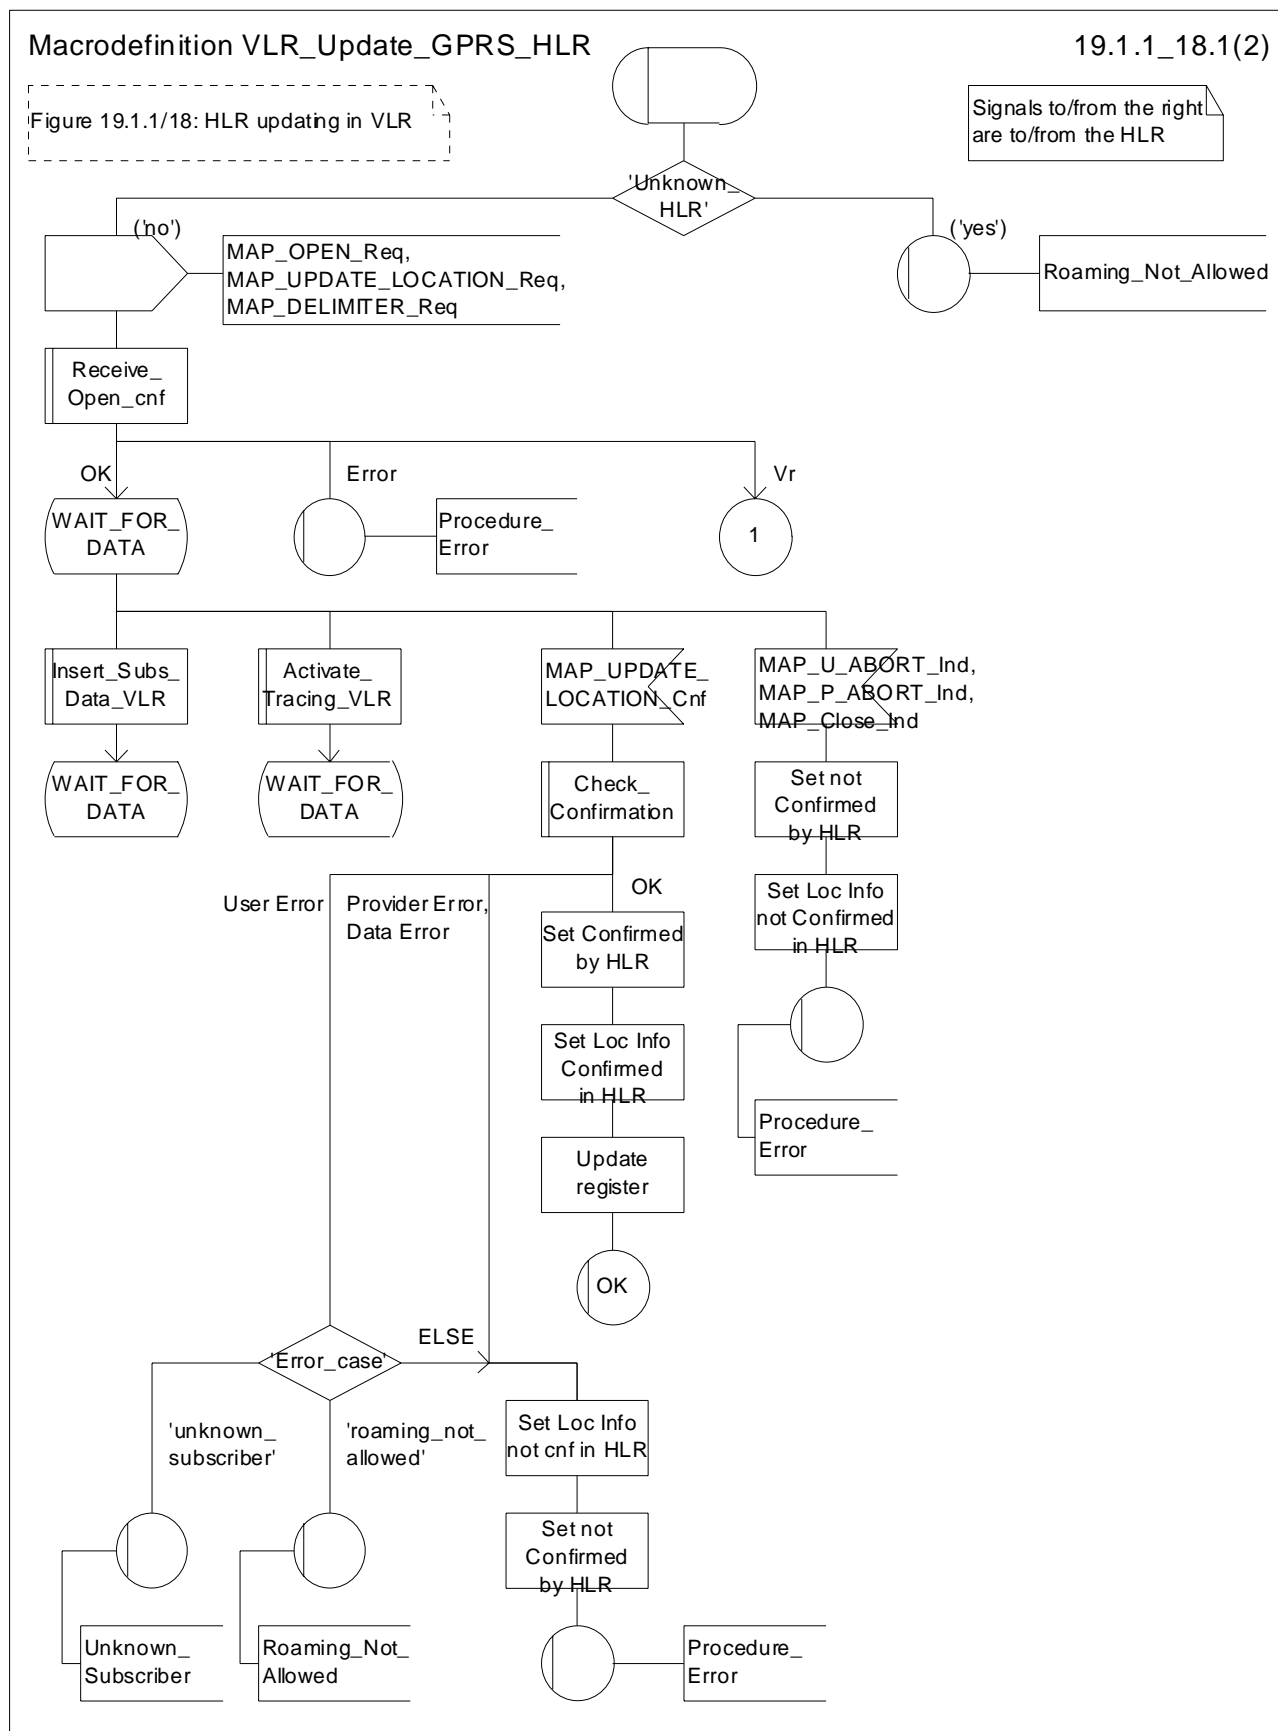 Macrodefinition VLR_Update_GPRS_HLR
19.1.1_18.1(2)
Figure 19.1.1/18: HLR updating in VLR
Signals to/from the right
are to/from the HLR
'Unknown_
HLR'
('no')
('yes')
MAP_OPEN_Req,
MAP_UPDATE_LOCATION_Req,
MAP_DELIMITER_Req
Roaming_Not_Allowed
Receive_
Open_cnf
OK
Error
Vr
WAIT_FOR_
DATA
Procedure_
Error
1
Insert_Subs_
Data_VLR
Activate_
Tracing_VLR
MAP_UPDATE_
LOCATION_Cnf
MAP_U_ABORT_Ind,
MAP_P_ABORT_Ind,
MAP_Close_Ind
WAIT_FOR_
DATA
WAIT_FOR_
DATA
Check_
Confirmation
Set not
Confirmed
by HLR
User Error
Provider Error,
Data Error
OK
Set Loc Info
not Confirmed
in HLR
Set Confirmed
by HLR
Set Loc Info
Confirmed
in HLR
Procedure_
Error
Update
register
OK
ELSE
'Error_case'
'unknown_
subscriber'
'roaming_not_
allowed'
Set Loc Info
not cnf in HLR
Set not
Confirmed
by HLR
Unknown_
Subscriber
Roaming_Not_
Allowed
Procedure_
Error